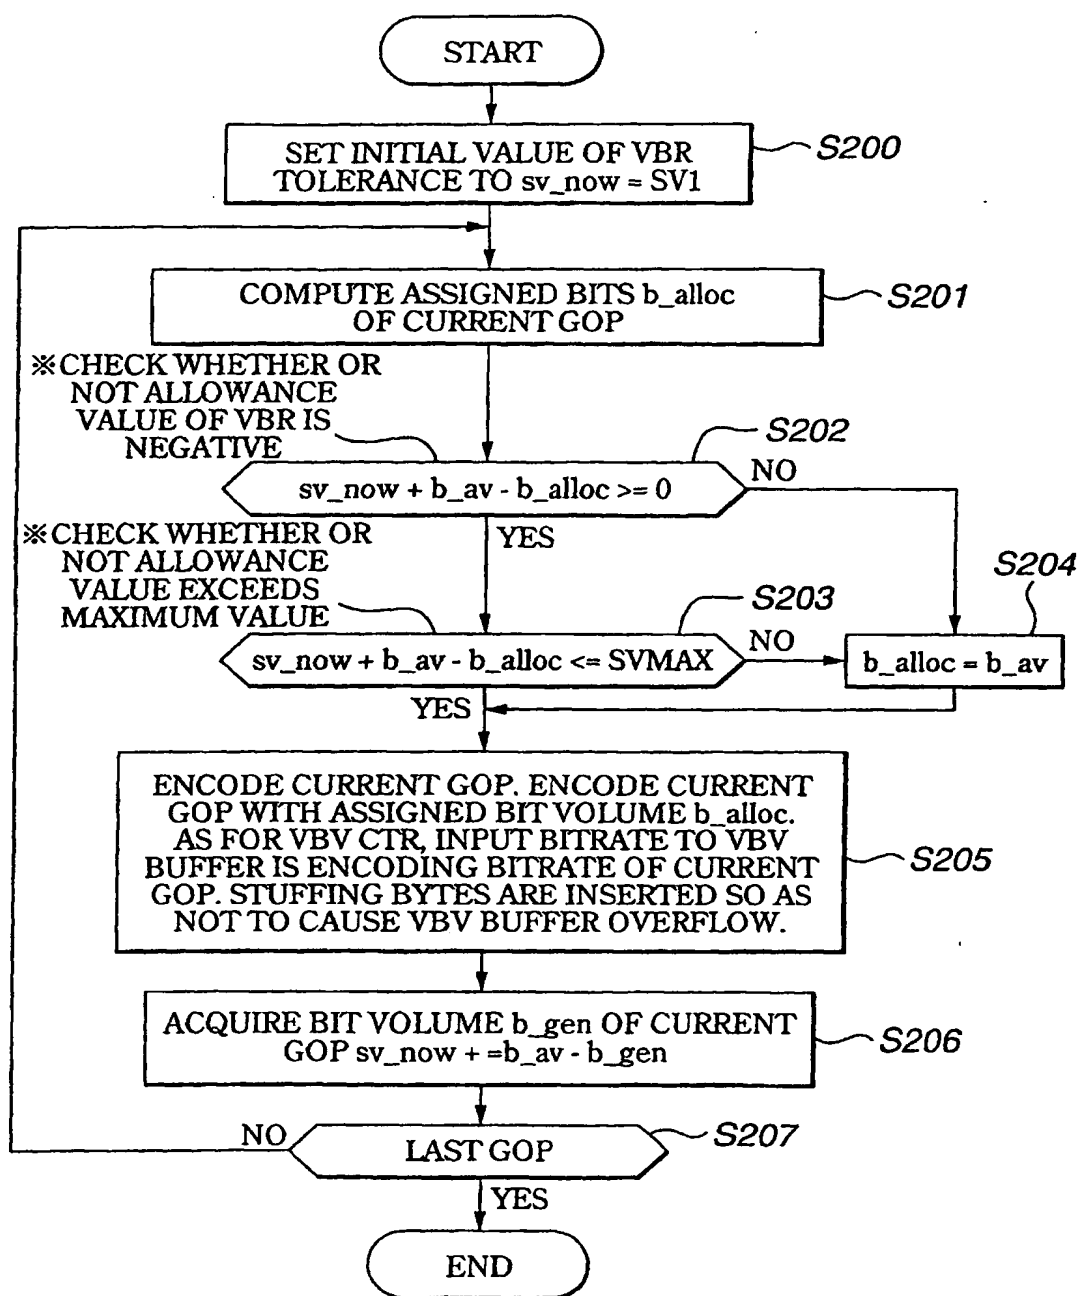 START
SET INITIAL VALUE OF VBR
TOLERANCE TO sv_now = SV1
S200
COMPUTE ASSIGNED BITS b_alloc
OF CURRENT GOP
S201
※CHECK WHETHER OR
NOT ALLOWANCE
VALUE OF VBR IS
NEGATIVE
S202
sv_now + b_av - b_alloc >= 0
NO
YES
※CHECK WHETHER OR
NOT ALLOWANCE
VALUE EXCEEDS
MAXIMUM VALUE
S203
sv_now + b_av - b_alloc <= SVMAX
NO
S204
b_alloc = b_av
YES
ENCODE CURRENT GOP. ENCODE CURRENT
GOP WITH ASSIGNED BIT VOLUME b_alloc.
AS FOR VBV CTR, INPUT BITRATE TO VBV
BUFFER IS ENCODING BITRATE OF CURRENT
GOP. STUFFING BYTES ARE INSERTED SO AS
NOT TO CAUSE VBV BUFFER OVERFLOW.
S205
ACQUIRE BIT VOLUME b_gen OF CURRENT
GOP sv_now + =b_av - b_gen
S206
NO
LAST GOP
S207
YES
END